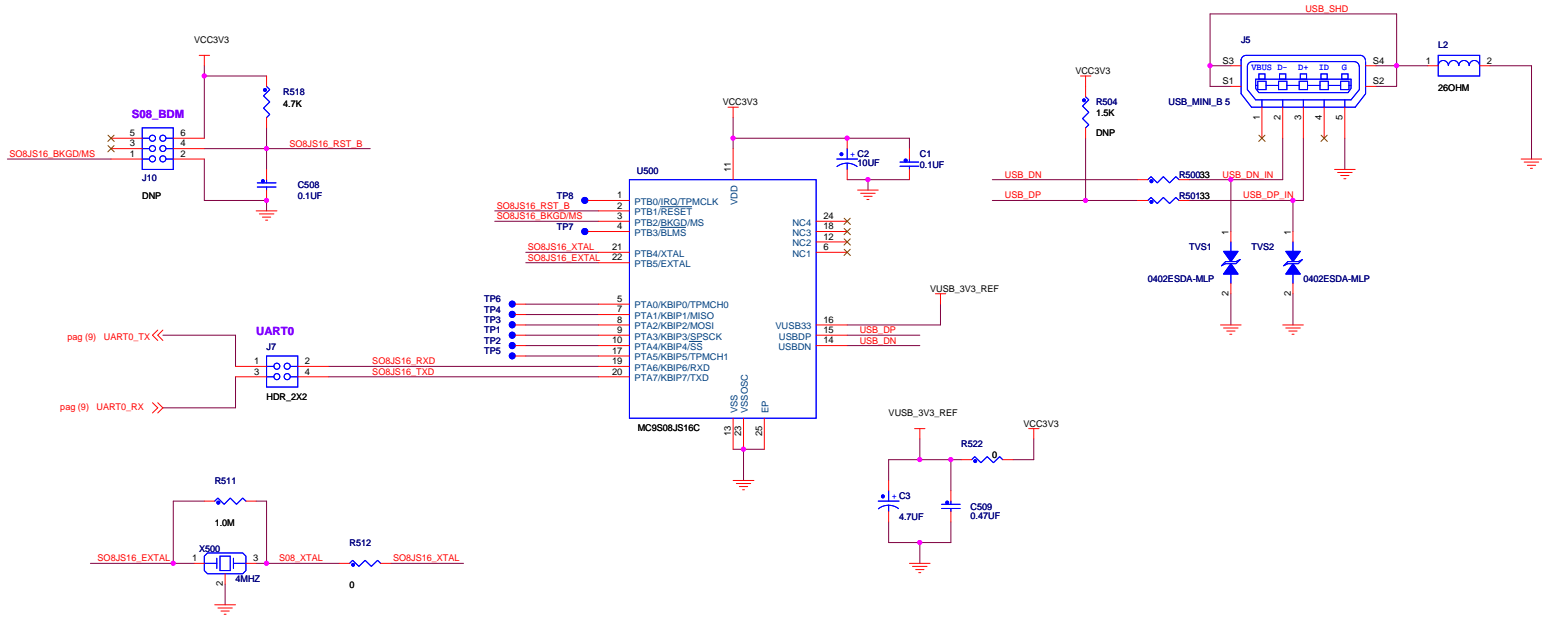 USB_SHD
VCC3V3
J5
L2
S3
VBUS D- D+ ID G
S4
1
2
S1
S2
26OHM
USB_MINI_B 5
1
2
3
4
5
R518
4.7K
S08_BDM
5
6
3
4
1
2
SO8JS16_BKGD/MS
SO8JS16_RST_B
J10
DNP
C508
0.1UF
VCC3V3
R504
1.5K
DNP
VCC3V3
C2
10UF
C1
0.1UF
USB_DN
R500 33
USB_DN_IN
USB_DP
R501 33
USB_DP_IN
1
1
TVS1
TVS2
0402ESDA-MLP
0402ESDA-MLP
2
2
U500
11
VDD
TP8
1
PTB0/IRQ/TPMCLK
SO8JS16_RST_B
2
PTB1/RESET
SO8JS16_BKGD/MS
3
PTB2/BKGD/MS
TP7
4
PTB3/BLMS
SO8JS16_XTAL
21
PTB4/XTAL
SO8JS16_EXTAL
22
PTB5/EXTAL
NC4
24
NC3
18
NC2
12
NC1
6
TP6
5
PTA0/KBIP0/TPMCH0
TP4
7
PTA1/KBIP1/MISO
TP3
8
PTA2/KBIP2/MOSI
TP1
9
PTA3/KBIP3/SPSCK
TP2
10
PTA4/KBIP4/SS
TP5
17
PTA5/KBIP5/TPMCH1
19
PTA6/KBIP6/RXD
20
PTA7/KBIP7/TXD
VUSB_3V3_REF
VUSB33
16
USBDP
15
USB_DP
USBDN
14
USB_DN
VSS
VSSOSC
EP
13
23
25
MC9S08JS16C
UART0
pag (9) UART0_TX
J7
1
2
SO8JS16_RXD
3
4
SO8JS16_TXD
HDR_2X2
pag (9) UART0_RX
VUSB_3V3_REF
VCC3V3
R522
0
C3
4.7UF
C509
0.47UF
R511
1.0M
X500
SO8JS16_EXTAL
1
3
S08_XTAL
R512
SO8JS16_XTAL
2
4MHZ
0